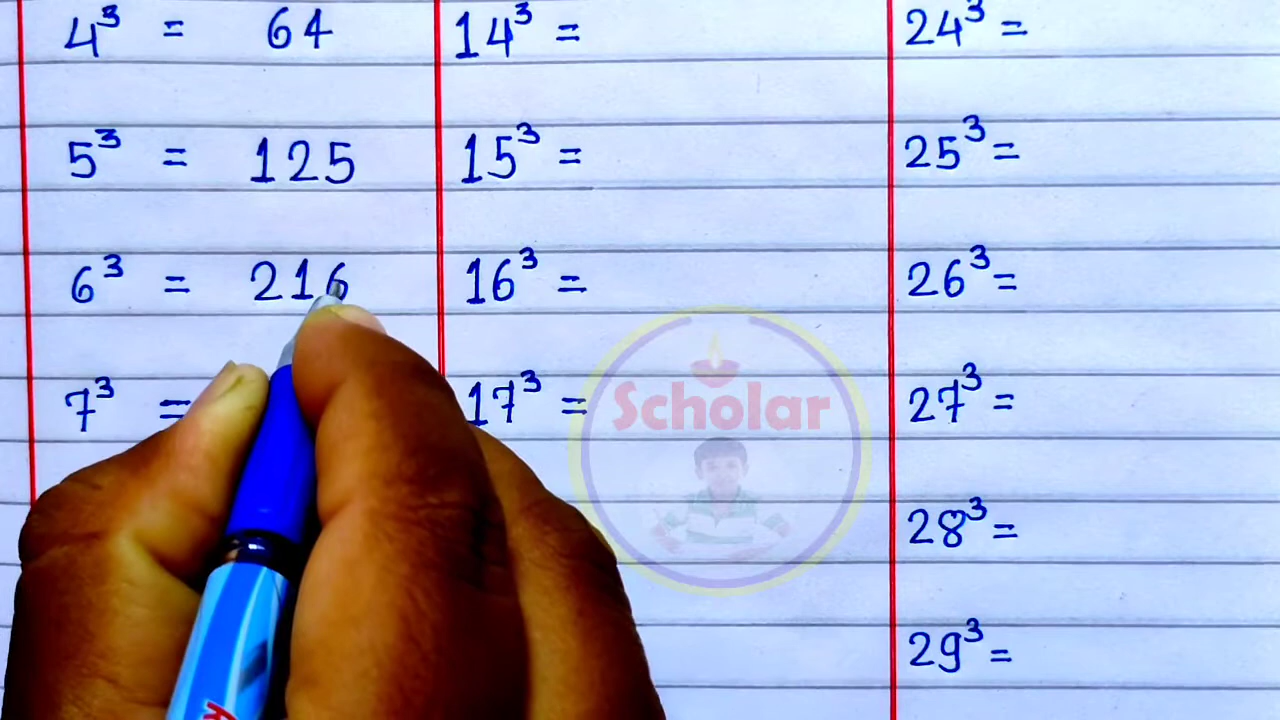 4³ = 64
5³ = 125
6³ = 216
7³ =
14³ =
15³ =
16³ =
17³ =
24³ =
25³ =
26³ =
27³ =
28³ =
29³ =
Scholar